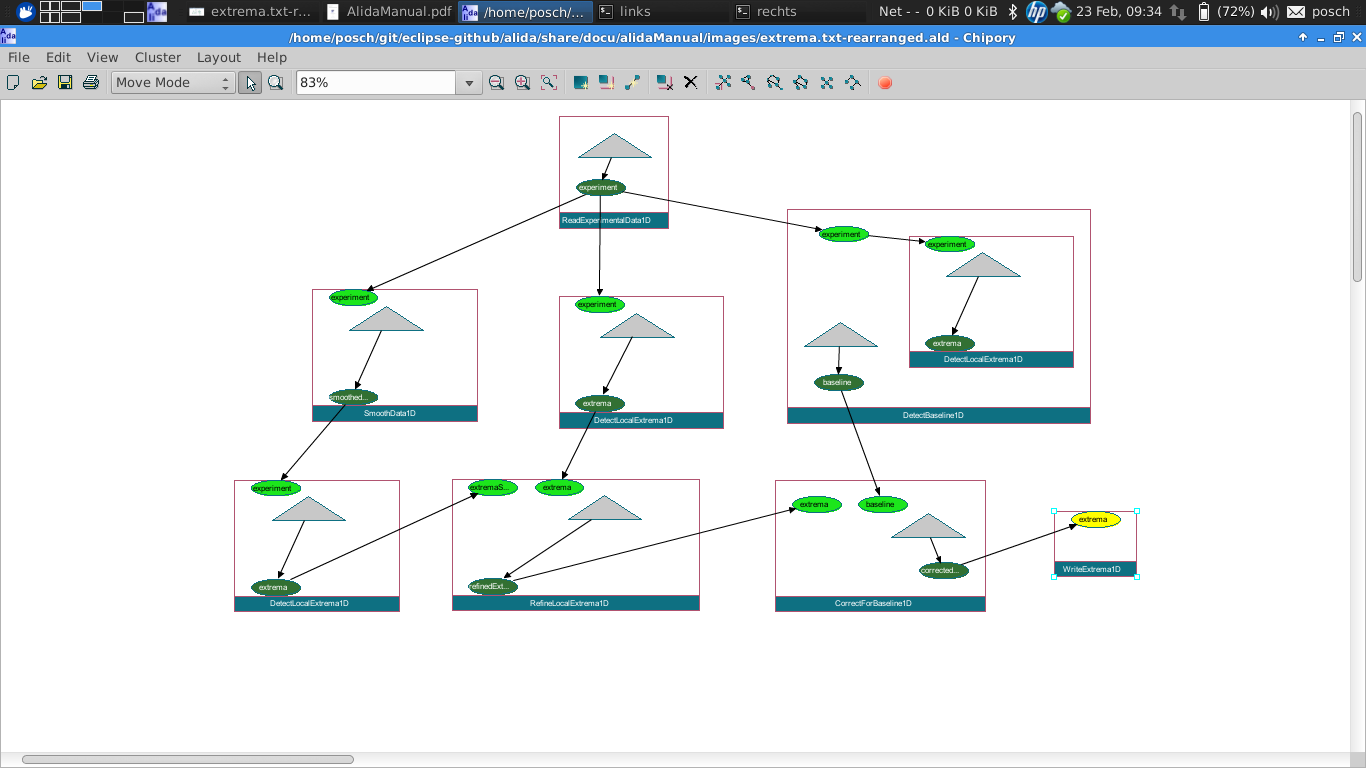 extrema.txt-r...
AlidaManual.pdf
/home/posch/...
links
rechts
Net - - 0 KiB 0 KiB
23 Feb, 09:34
(72%)
posch
/home/posch/git/eclipse-github/alida/share/docu/alidaManual/images/extrema.txt-rearranged.ald - Chipory
File Edit View Cluster Layout Help
Move Mode
83%
experiment
ReadExperimentalData1D
experiment
experiment
extrema
DetectLocalExtrema1D
baseline
DetectBaseline1D
experiment
smoothed...
SmoothData1D
experiment
extrema
DetectLocalExtrema1D
experiment
extrema
DetectLocalExtrema1D
extremaS...
extrema
refinedExt...
RefineLocalExtrema1D
extrema
baseline
corrected...
CorrectForBaseline1D
extrema
WriteExtrema1D